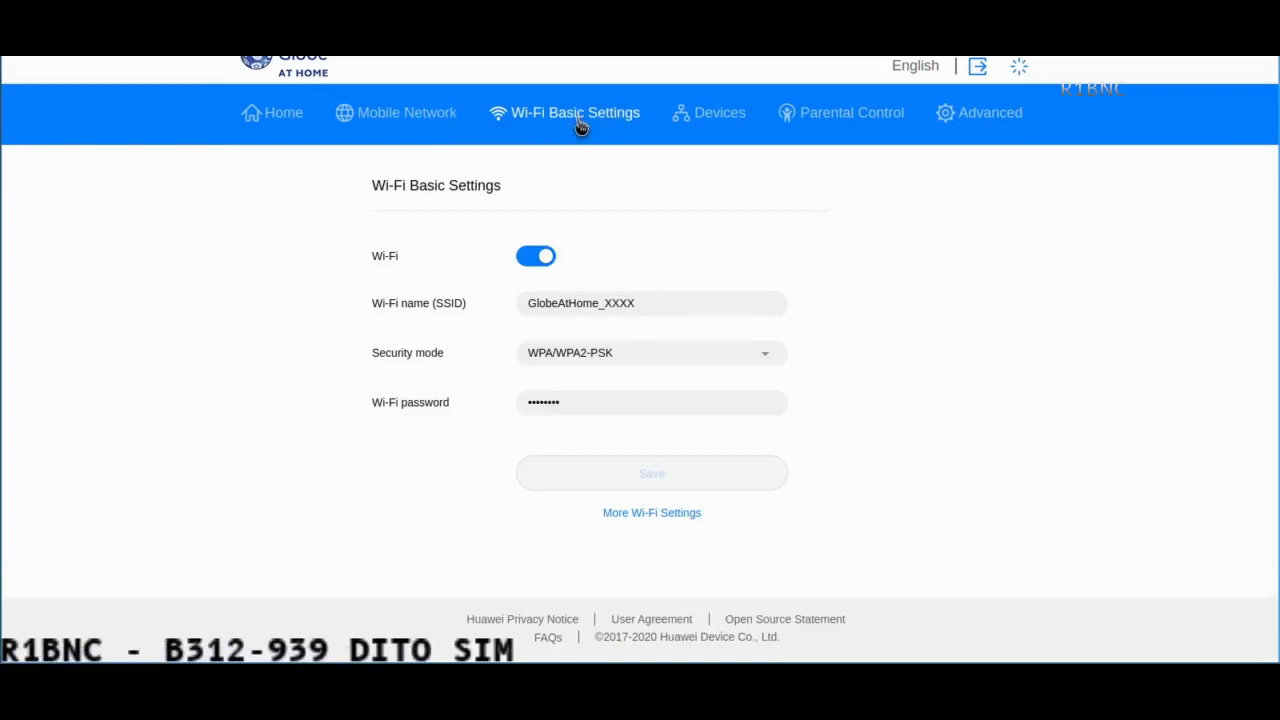 Globe
AT HOME
English
R1BNC
Home
Mobile Network
Wi-Fi Basic Settings
Devices
Parental Control
Advanced
Wi-Fi Basic Settings
Wi-Fi
Wi-Fi name (SSID)
GlobeAtHome_XXXX
Security mode
WPA/WPA2-PSK
Wi-Fi password
••••••••
Save
More Wi-Fi Settings
Huawei Privacy Notice | User Agreement | Open Source Statement
FAQs | ©2017-2020 Huawei Device Co., Ltd.
R1BNC - B312-939 DITO SIM